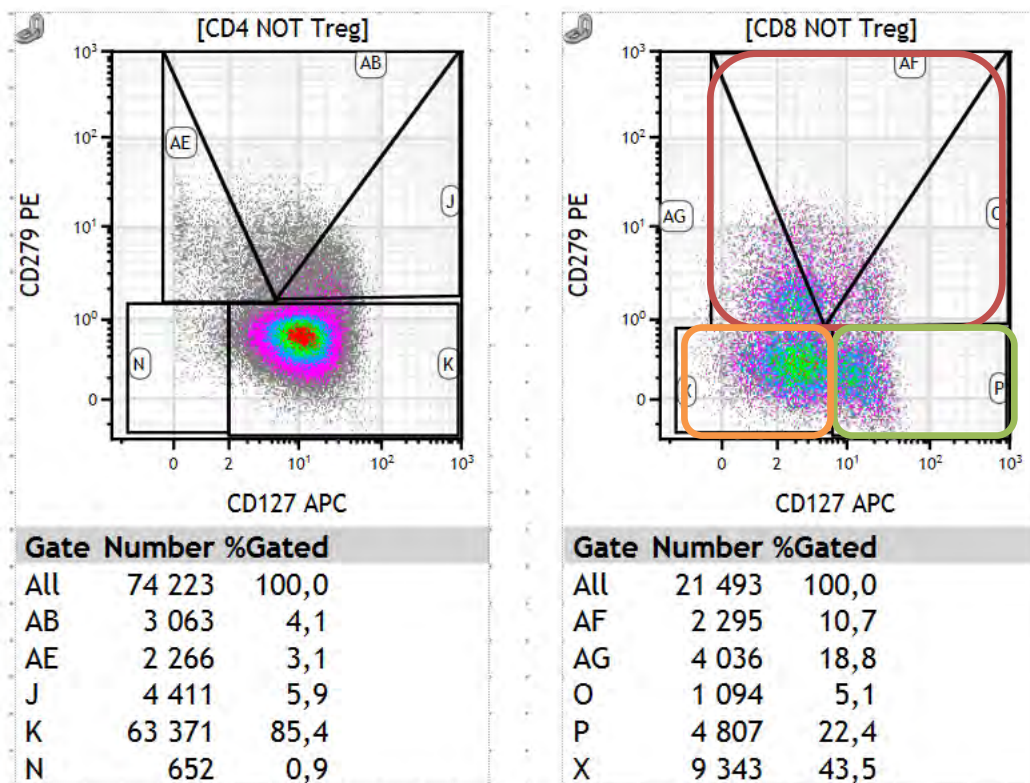 [CD4 NOT Treg]
10³
AB
10²
AE
J
10¹
CD279 PE
10⁰
N
K
0
0 2 10¹ 10² 10³
CD127 APC
Gate Number %Gated
All 74 223 100,0
AB 3 063 4,1
AE 2 266 3,1
J 4 411 5,9
K 63 371 85,4
N 652 0,9
[CD8 NOT Treg]
10³
AF
10²
AG
10¹
CD279 PE
10⁰
X
P
0
0 2 10¹ 10² 10³
CD127 APC
Gate Number %Gated
All 21 493 100,0
AF 2 295 10,7
AG 4 036 18,8
O 1 094 5,1
P 4 807 22,4
X 9 343 43,5